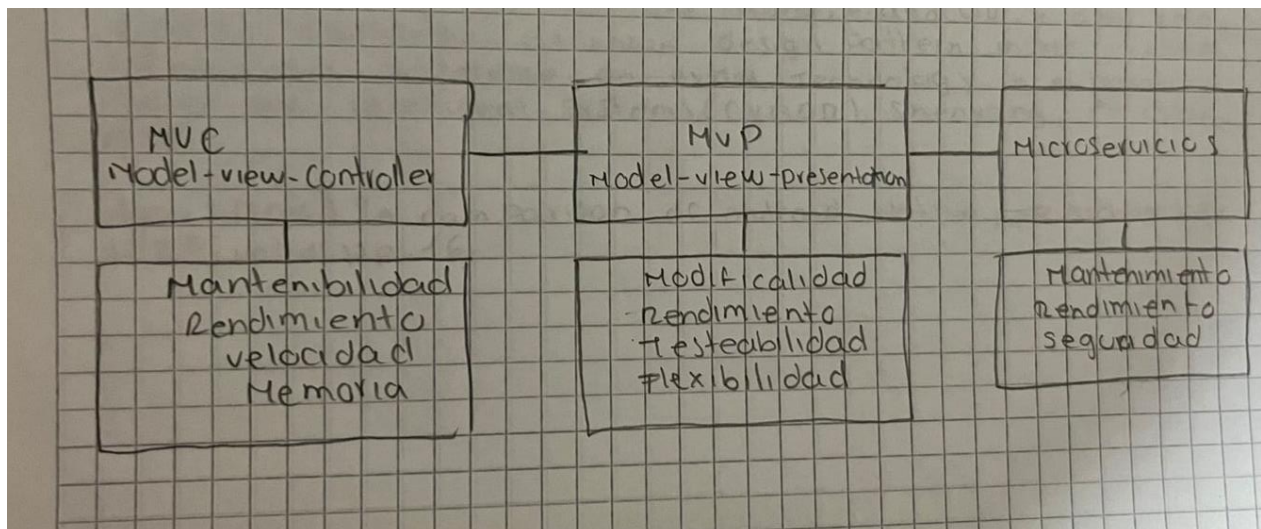 MVC
Model-view-controller
MVP
Model-view-presentation
Microservicios
Mantenibilidad
Rendimiento
velocidad
Memoria
Modificalidad
Rendimiento
testeabilidad
Flexibilidad
Mantenimiento
Rendimiento
seguridad